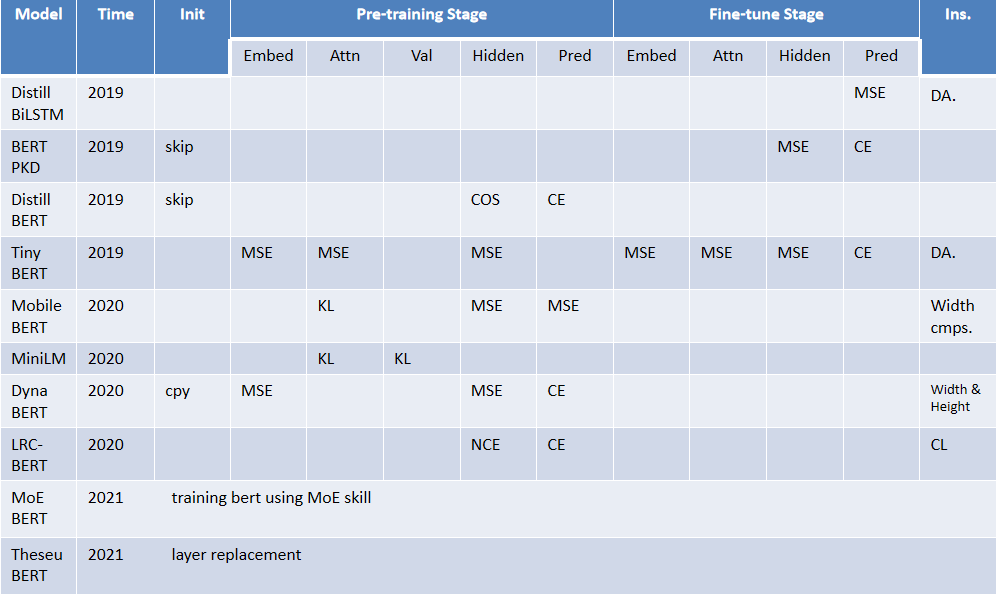 Model Time Init Pre-training Stage Fine-tune Stage Ins.
Embed Attn Val Hidden Pred Embed Attn Hidden Pred
Distill 2019 MSE DA.
BiLSTM
BERT 2019 skip MSE CE
PKD
Distill 2019 skip COS CE
BERT
Tiny 2019 MSE MSE MSE MSE MSE MSE CE DA.
BERT
Mobile 2020 KL MSE MSE Width
BERT cmps.
MiniLM 2020 KL KL
Dyna 2020 cpy MSE MSE CE Width &
BERT Height
LRC- 2020 NCE CE CL
BERT
MoE 2021 training bert using MoE skill
BERT
Theseu 2021 layer replacement
BERT